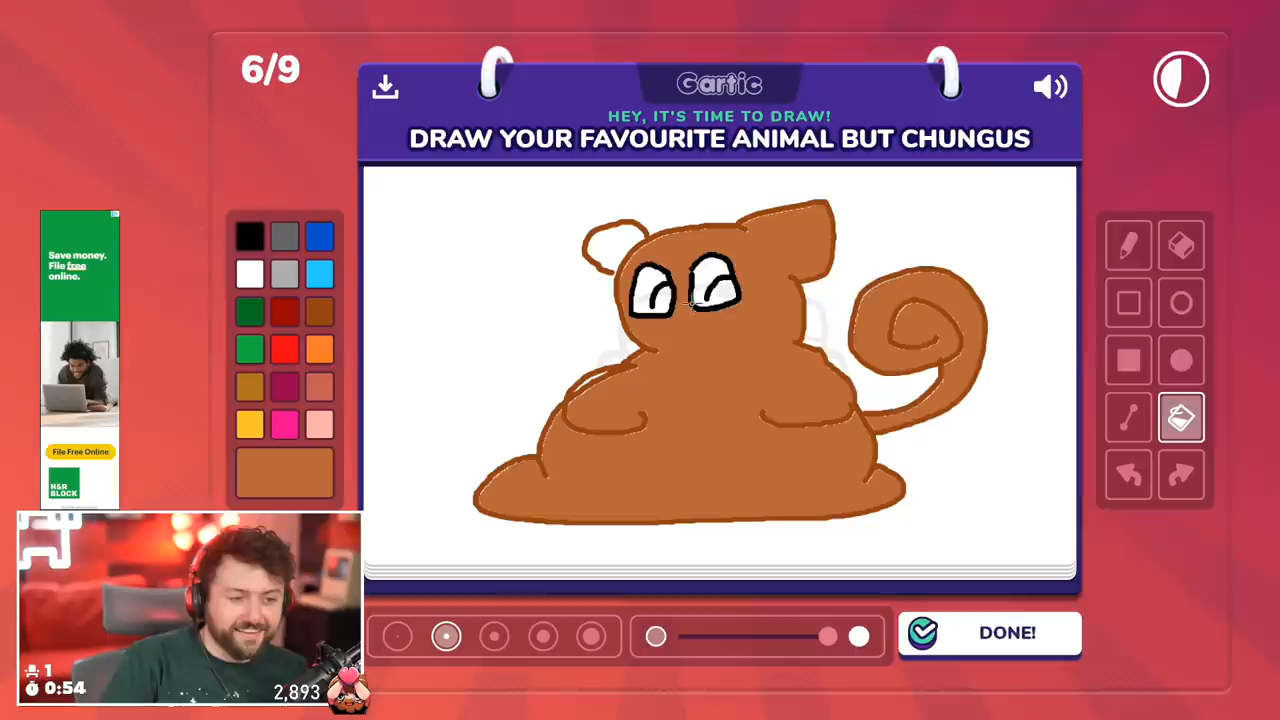 6/9
Gartic
HEY, IT'S TIME TO DRAW!
DRAW YOUR FAVOURITE ANIMAL BUT CHUNGUS
Save money.
File free
online.
File Free Online
H&R
BLOCK
DONE!
1
0:54
2,893